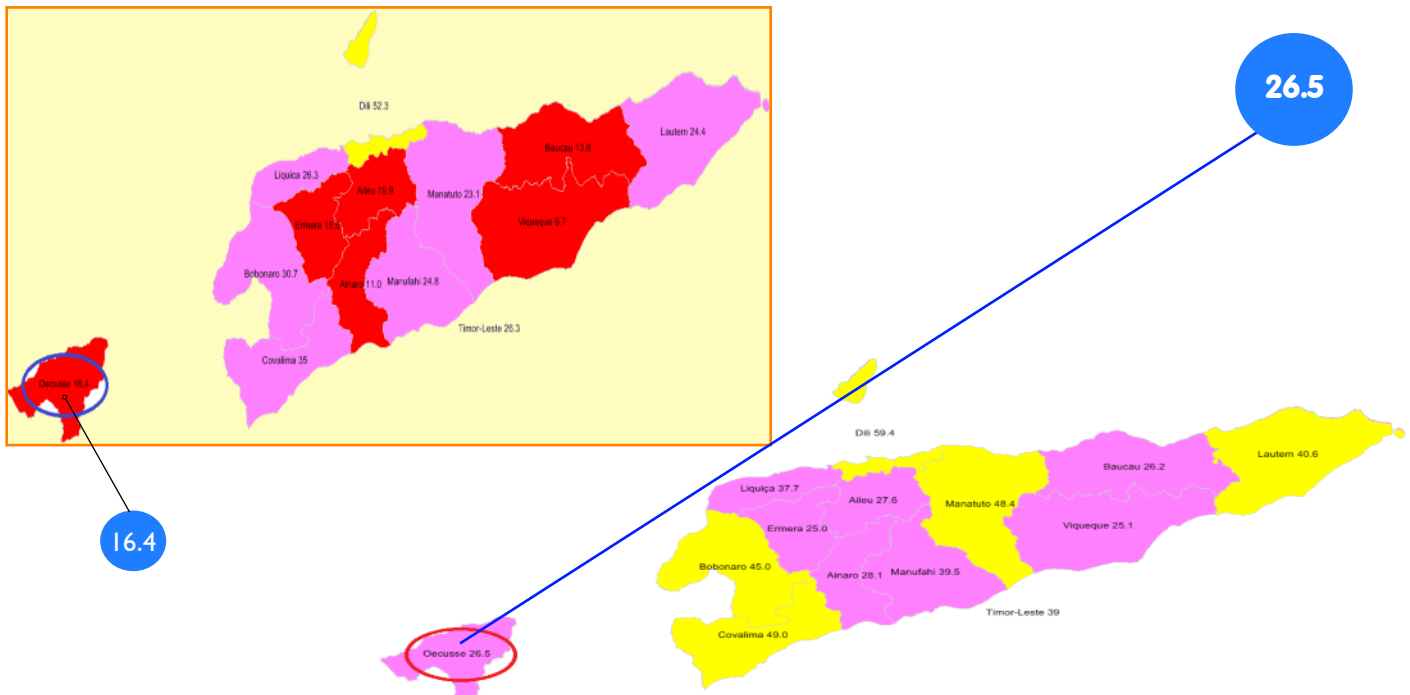 26.5
Dili 52.3
Lautem 24.4
Baucau 13.8
Liquica 26.3
Aileu 19.9
Manatuto 23.1
Viqueque 9.7
Ermera 15.5
Bobonaro 30.7
Ainaro 11.0
Manufahi 24.8
Timor-Leste 26.3
Covalima 35
Oecusse 16.4
16.4
Dili 59.4
Lautem 40.6
Baucau 26.2
Liquiça 37.7
Aileu 27.6
Manatuto 48.4
Ermera 25.0
Viqueque 25.1
Bobonaro 45.0
Ainaro 28.1
Manufahi 39.5
Timor-Leste 39
Covalima 49.0
Oecusse 26.5